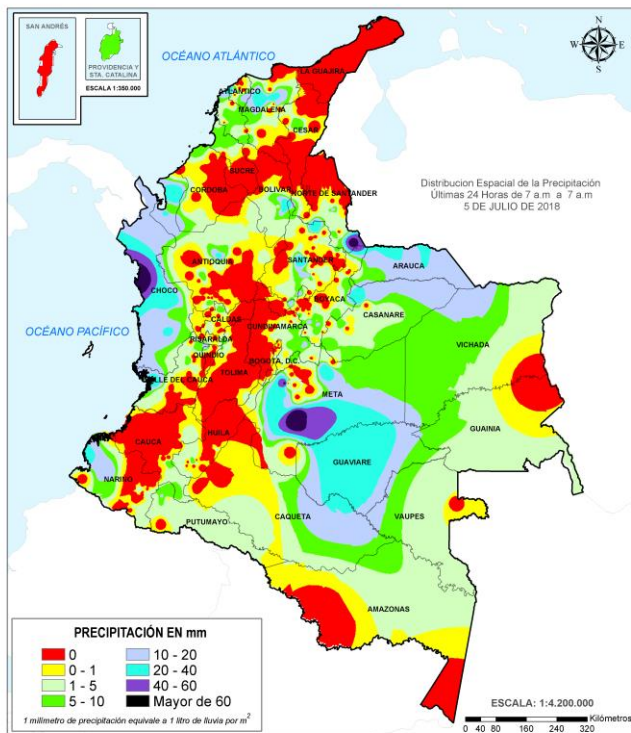 SAN ANDRÉS
PROVIDENCIA Y
STA. CATALINA
ESCALA 1:350.000
OCÉANO ATLÁNTICO
N
W E
S
LA GUAJIRA
ATLÁNTICO
MAGDALENA
CESAR
SUCRE
CORDOBA
BOLIVAR
NORTE DE SANTANDER
Distribucion Espacial de la Precipitación
Últimas 24 Horas de 7 a.m a 7 a.m
5 DE JULIO DE 2018
ANTIOQUIA
SANTANDER
ARAUCA
CHOCO
BOYACA
CASANARE
OCÉANO PACÍFICO
CALDAS
CUNDINAMARCA
RISARALDA
VICHADA
QUINDIO
BOGOTA, D.C.
TOLIMA
VALLE DEL CAUCA
META
GUAINIA
CAUCA
HUILA
GUAVIARE
NARIÑO
PUTUMAYO
CAQUETA
VAUPES
AMAZONAS
PRECIPITACIÓN EN mm
0 10 - 20
0 - 1 20 - 40
1 - 5 40 - 60
5 - 10 Mayor de 60
1 milimetro de precipitación equivale a 1 litro de lluvia por m2
ESCALA: 1:4.200.000
Kilómetros
0 40 80 160 240 320